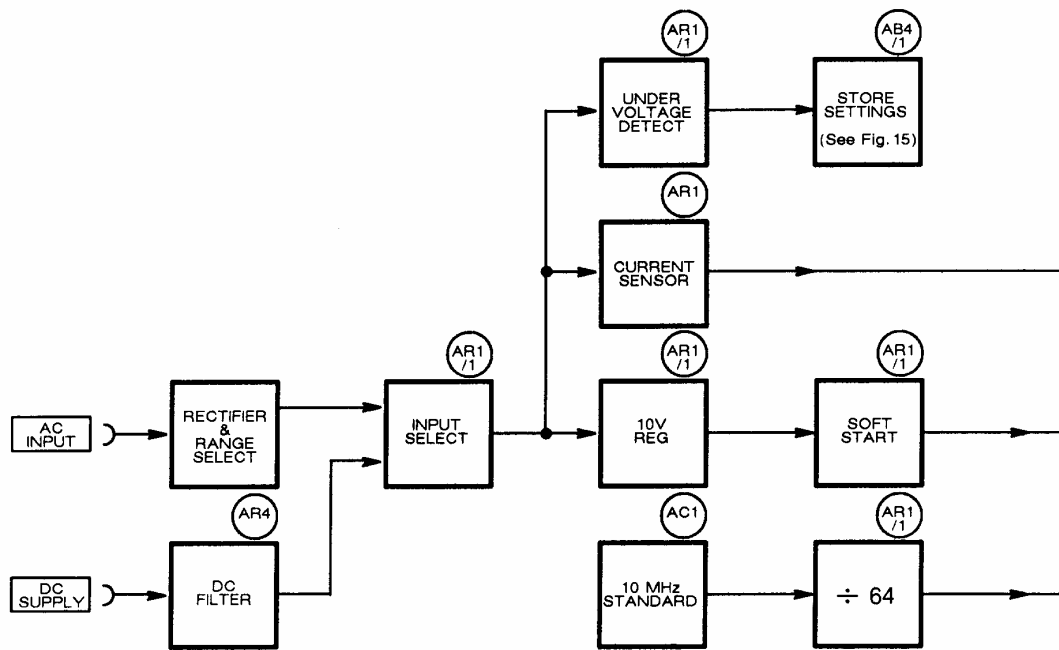 AR1
/1
AB4
/1
UNDER
VOLTAGE
DETECT
STORE
SETTINGS
(See Fig. 15)
AR1
CURRENT
SENSOR
AR1
/1
AR1
/1
AR1
/1
AC
INPUT
RECTIFIER
&
RANGE
SELECT
INPUT
SELECT
10V
REG
SOFT
START
AR4
AC1
AR1
/1
DC
SUPPLY
DC
FILTER
10 MHz
STANDARD
÷ 64